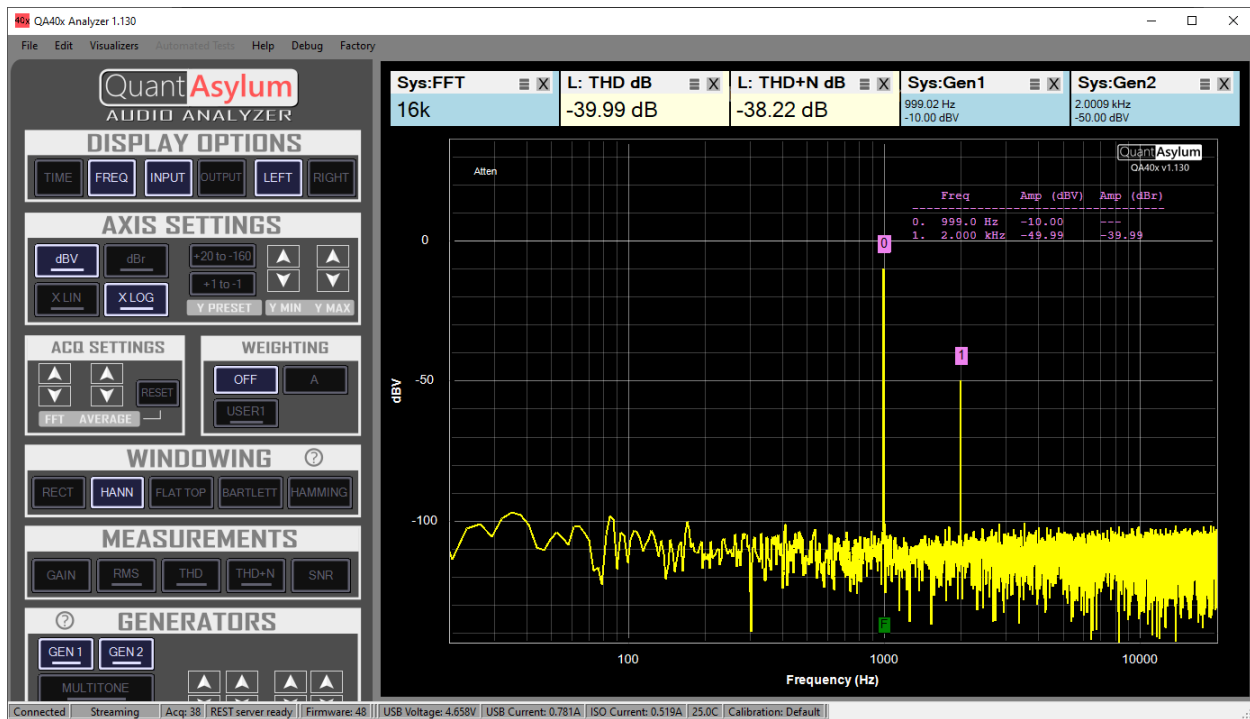 40x QA40x Analyzer 1.130
File Edit Visualizers Automated Tests Help Debug Factory
QuantAsylum
AUDIO ANALYZER
DISPLAY OPTIONS
TIME FREQ INPUT OUTPUT LEFT RIGHT
AXIS SETTINGS
dBV dBr +20 to -160
+1 to -1
X LIN X LOG Y PRESET Y MIN Y MAX
ACQ SETTINGS
RESET
FFT AVERAGE
WEIGHTING
OFF A
USER1
WINDOWING ?
RECT HANN FLAT TOP BARTLETT HAMMING
MEASUREMENTS
GAIN RMS THD THD+N SNR
? GENERATORS
GEN 1 GEN 2
MULTITONE
Sys:FFT X
16k
L: THD dB X
-39.99 dB
L: THD+N dB X
-38.22 dB
Sys:Gen1 X
999.02 Hz
-10.00 dBV
Sys:Gen2 X
2.0009 kHz
-50.00 dBV
Atten
QuantAsylum
QA40x v1.130
Freq Amp (dBV) Amp (dBr)
0. 999.0 Hz -10.00 ---
1. 2.000 kHz -49.99 -39.99
0
0
1
-50
dBV
-100
F
100 1000 10000
Frequency (Hz)
Connected Streaming Acq: 38 REST server ready Firmware: 48 USB Voltage: 4.658V USB Current: 0.781A ISO Current: 0.519A 25.0C Calibration: Default